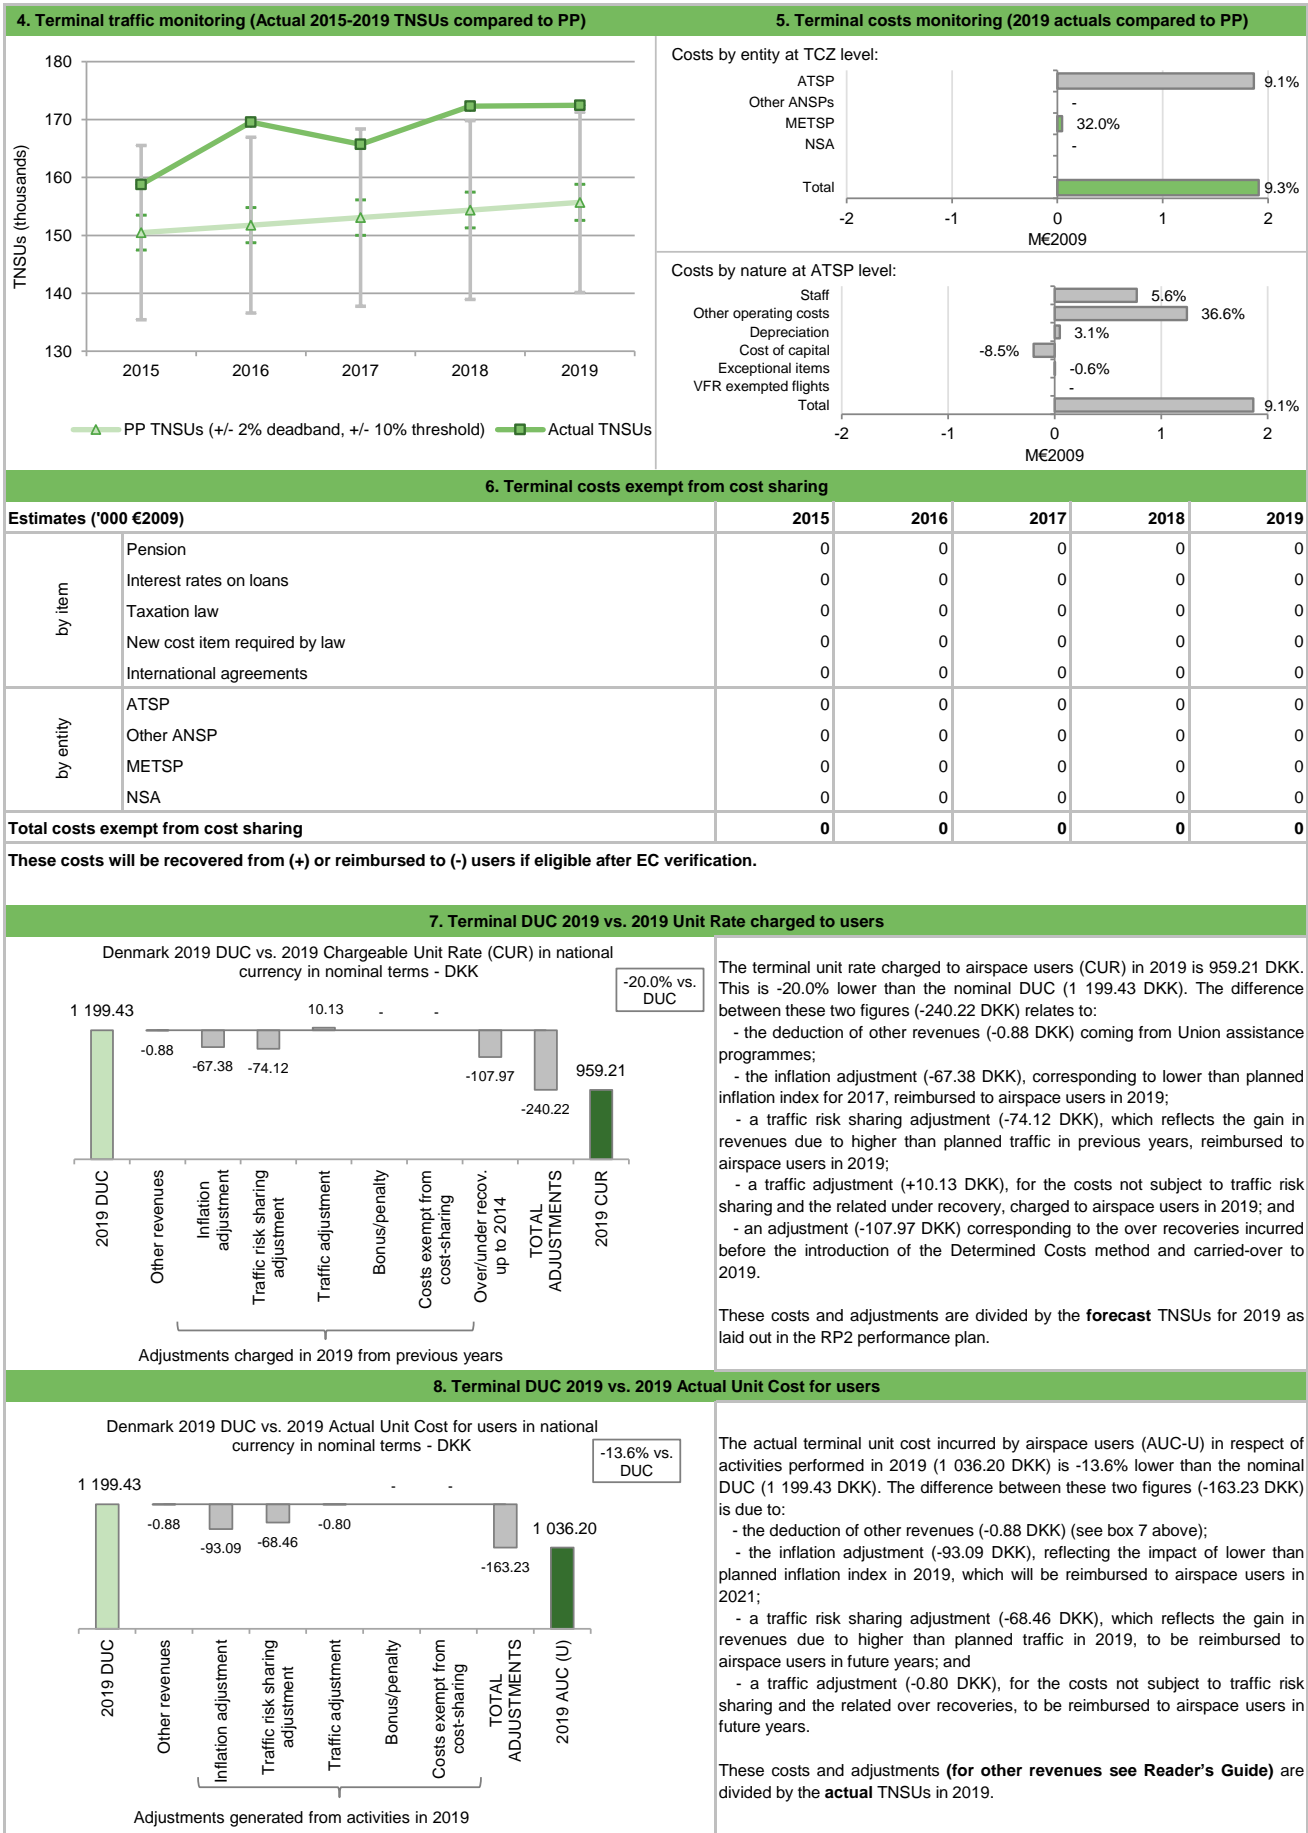 4. Terminal traffic monitoring (Actual 2015-2019 TNSUs compared to PP)
5. Terminal costs monitoring (2019 actuals compared to PP)
TNSUs (thousands)
180
170
160
150
140
130
2015 2016 2017 2018 2019
PP TNSUs (+/- 2% deadband, +/- 10% threshold) Actual TNSUs
Costs by entity at TCZ level:
ATSP 9.1%
Other ANSPs -
METSP 32.0%
NSA -
Total 9.3%
-2 -1 0 1 2
M€2009
Costs by nature at ATSP level:
Staff 5.6%
Other operating costs 36.6%
Depreciation 3.1%
Cost of capital -8.5%
Exceptional items -0.6%
VFR exempted flights -
Total 9.1%
-2 -1 0 1 2
M€2009
6. Terminal costs exempt from cost sharing
Estimates ('000 €2009) 2015 2016 2017 2018 2019
by item
Pension 0 0 0 0 0
Interest rates on loans 0 0 0 0 0
Taxation law 0 0 0 0 0
New cost item required by law 0 0 0 0 0
International agreements 0 0 0 0 0
by entity
ATSP 0 0 0 0 0
Other ANSP 0 0 0 0 0
METSP 0 0 0 0 0
NSA 0 0 0 0 0
Total costs exempt from cost sharing 0 0 0 0 0
These costs will be recovered from (+) or reimbursed to (-) users if eligible after EC verification.
7. Terminal DUC 2019 vs. 2019 Unit Rate charged to users
Denmark 2019 DUC vs. 2019 Chargeable Unit Rate (CUR) in national
currency in nominal terms - DKK
-20.0% vs.
DUC
1 199.43
-0.88
-67.38
-74.12
10.13
-
-
-107.97
-240.22
959.21
2019 DUC
Other revenues
Inflation
adjustment
Traffic risk sharing
adjustment
Traffic adjustment
Bonus/penalty
Costs exempt from
cost-sharing
Over/under recov.
up to 2014
TOTAL
ADJUSTMENTS
2019 CUR
Adjustments charged in 2019 from previous years
The terminal unit rate charged to airspace users (CUR) in 2019 is 959.21 DKK.
This is -20.0% lower than the nominal DUC (1 199.43 DKK). The difference
between these two figures (-240.22 DKK) relates to:
- the deduction of other revenues (-0.88 DKK) coming from Union assistance
programmes;
- the inflation adjustment (-67.38 DKK), corresponding to lower than planned
inflation index for 2017, reimbursed to airspace users in 2019;
- a traffic risk sharing adjustment (-74.12 DKK), which reflects the gain in
revenues due to higher than planned traffic in previous years, reimbursed to
airspace users in 2019;
- a traffic adjustment (+10.13 DKK), for the costs not subject to traffic risk
sharing and the related under recovery, charged to airspace users in 2019; and
- an adjustment (-107.97 DKK) corresponding to the over recoveries incurred
before the introduction of the Determined Costs method and carried-over to
2019.
These costs and adjustments are divided by the forecast TNSUs for 2019 as
laid out in the RP2 performance plan.
8. Terminal DUC 2019 vs. 2019 Actual Unit Cost for users
Denmark 2019 DUC vs. 2019 Actual Unit Cost for users in national
currency in nominal terms - DKK
-13.6% vs.
DUC
1 199.43
-0.88
-93.09
-68.46
-0.80
-
-
-163.23
1 036.20
2019 DUC
Other revenues
Inflation adjustment
Traffic risk sharing
adjustment
Traffic adjustment
Bonus/penalty
Costs exempt from
cost-sharing
TOTAL
ADJUSTMENTS
2019 AUC (U)
Adjustments generated from activities in 2019
The actual terminal unit cost incurred by airspace users (AUC-U) in respect of
activities performed in 2019 (1 036.20 DKK) is -13.6% lower than the nominal
DUC (1 199.43 DKK). The difference between these two figures (-163.23 DKK)
is due to:
- the deduction of other revenues (-0.88 DKK) (see box 7 above);
- the inflation adjustment (-93.09 DKK), reflecting the impact of lower than
planned inflation index in 2019, which will be reimbursed to airspace users in
2021;
- a traffic risk sharing adjustment (-68.46 DKK), which reflects the gain in
revenues due to higher than planned traffic in 2019, to be reimbursed to
airspace users in future years; and
- a traffic adjustment (-0.80 DKK), for the costs not subject to traffic risk
sharing and the related over recoveries, to be reimbursed to airspace users in
future years.
These costs and adjustments (for other revenues see Reader's Guide) are
divided by the actual TNSUs in 2019.